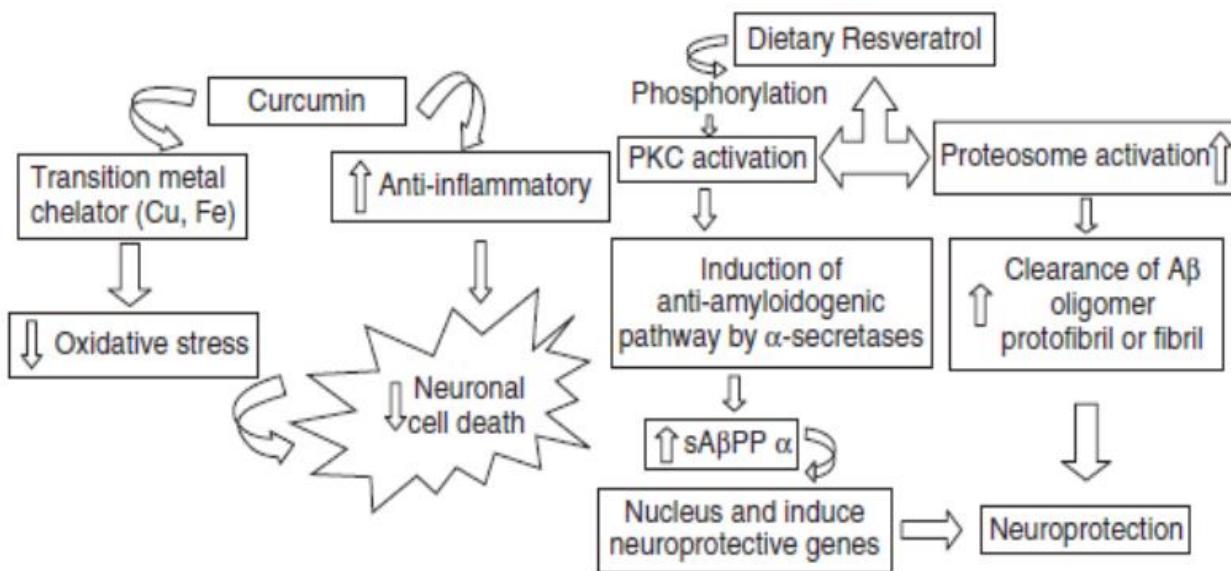 Dietary Resveratrol
Phosphorylation
Curcumin
PKC activation
Proteosome activation
Transition metal
chelator (Cu, Fe)
Anti-inflammatory
Induction of
anti-amyloidogenic
pathway by α-secretases
Clearance of Aβ
oligomer
protofibril or fibril
Oxidative stress
Neuronal
cell death
sAβPP α
Nucleus and induce
neuroprotective genes
Neuroprotection